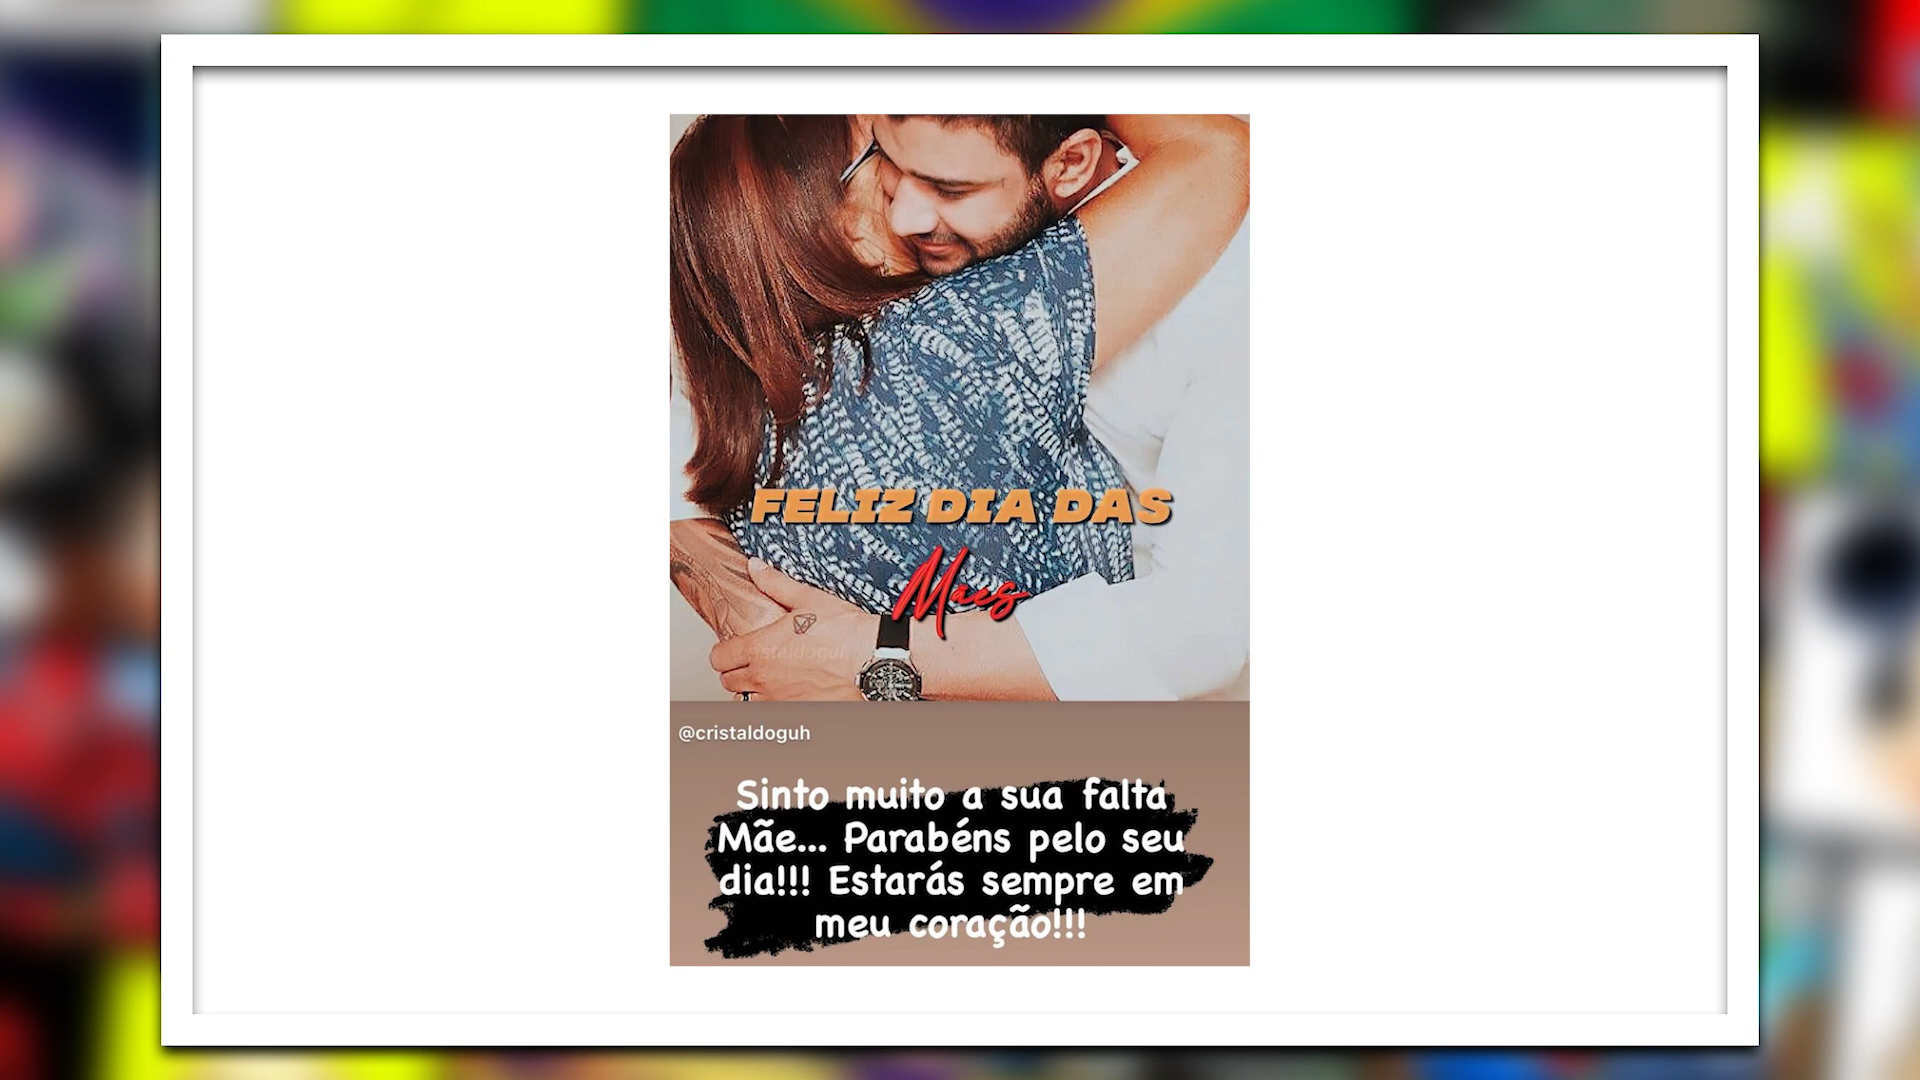 FELIZ DIA DAS
Mães
cristaldoguh
@cristaldoguh
Sinto muito a sua falta
Mãe... Parabéns pelo seu
dia!!! Estarás sempre em
meu coração!!!